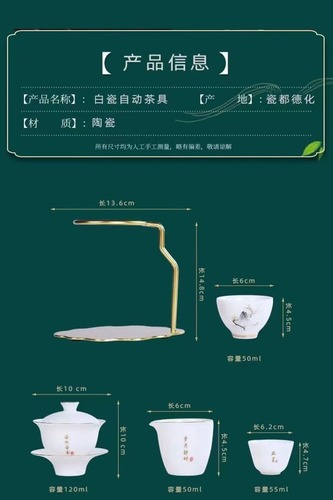 【 产品信息 】
【产品名称】：白瓷自动茶具 【产 地】：瓷都德化
【材 质】：陶瓷
所有尺寸均为人工手工测量，略有偏差，敬请谅解
长13.6cm
长14.8cm
长6cm
长4.5cm
容量50ml
长10 cm
长10cm
容量120ml
长6cm
长4.5cm
岁月静好
容量50ml
长6.2cm
长4.7cm
容量55ml